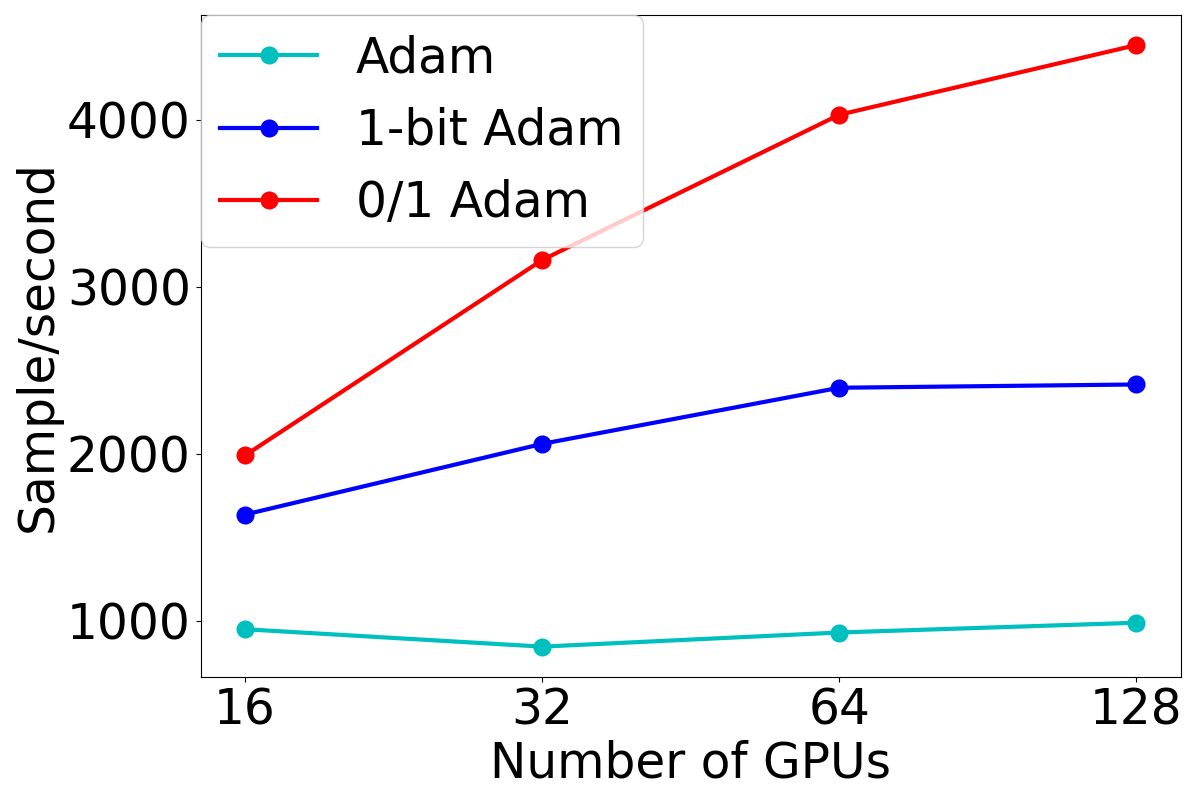 Adam
1-bit Adam
0/1 Adam
4000
3000
2000
1000
Sample/second
16 32 64 128
Number of GPUs